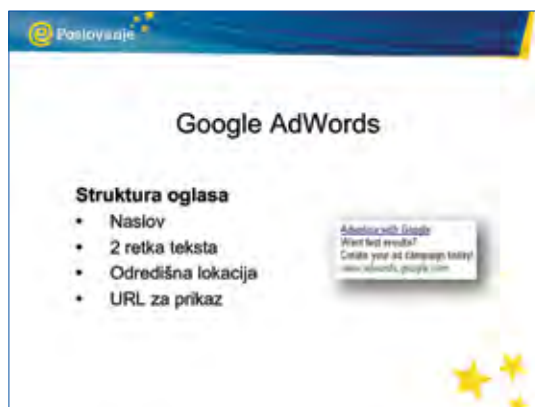 e Poslovanje
Google AdWords
Struktura oglasa
• Naslov
• 2 retka teksta
• Odredišna lokacija
• URL za prikaz
Advertise with Google
Want fast results?
Create your ad campaign today!
www.adwords.google.com